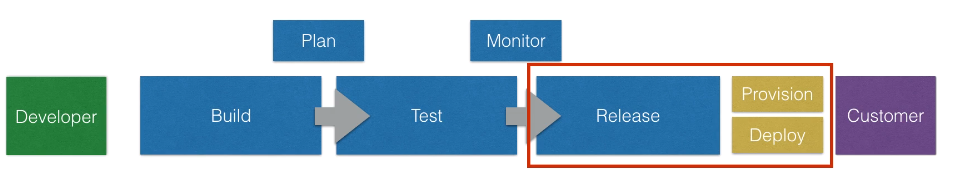 Plan
Monitor
Developer
Build
Test
Release
Provision
Deploy
Customer